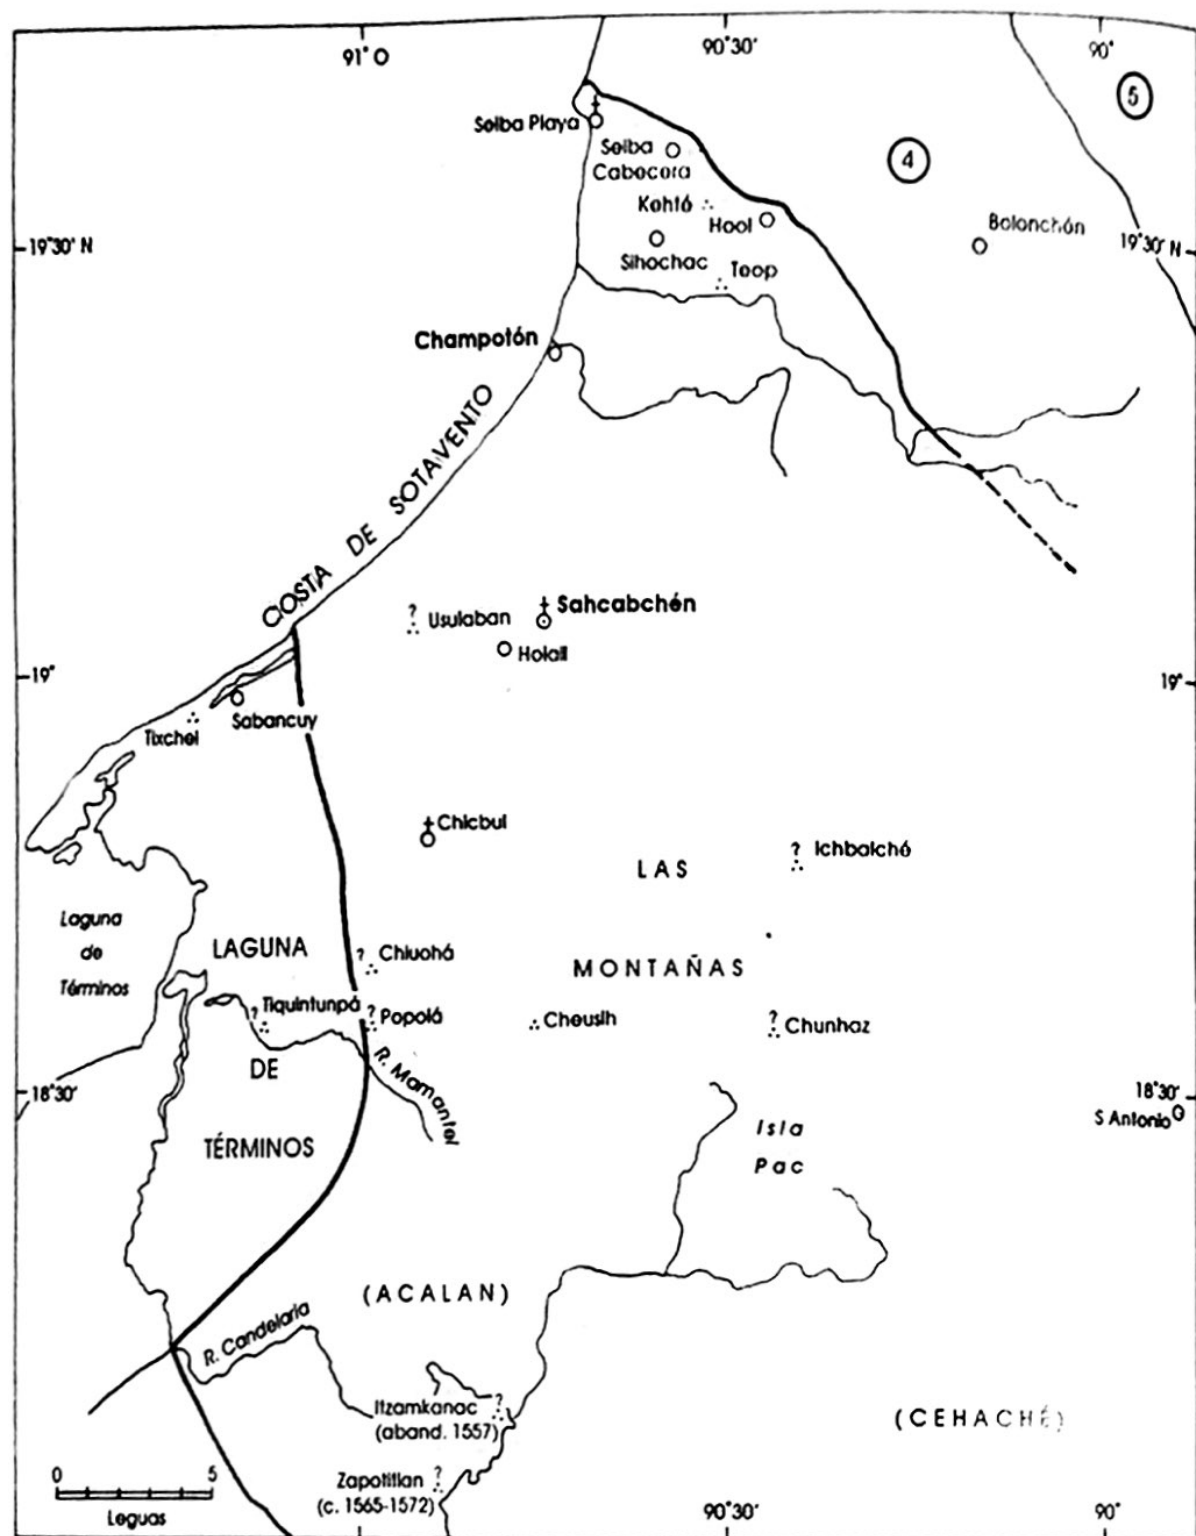 91° O
90°30'
90°
5
Seiba Playa
4
Seiba
Cabecera
Kehté
Hool
Bolonchén
19°30' N
19°30' N
Sihochac
Teop
Champotón
COSTA DE SOTAVENTO
? Usulaban
Sahcabchén
Holail
19°
19°
Sabancuy
Tixchel
Chicbul
LAS
? Ichbalché
Laguna
de
Términos
LAGUNA
? Chiuohá
MONTAÑAS
? Tiquintunpá
? Popolá
Cheusih
? Chunhaz
DE
R. Mamantel
18°30'
18°30'
S Antonio
Isla
Pac
TÉRMINOS
(ACALAN)
R. Candelaria
Itzamkanac ?
(aband. 1557)
(CEHACHÉ)
0 5
Leguas
Zapotitlan ?
(c. 1565-1572)
90°30'
90°